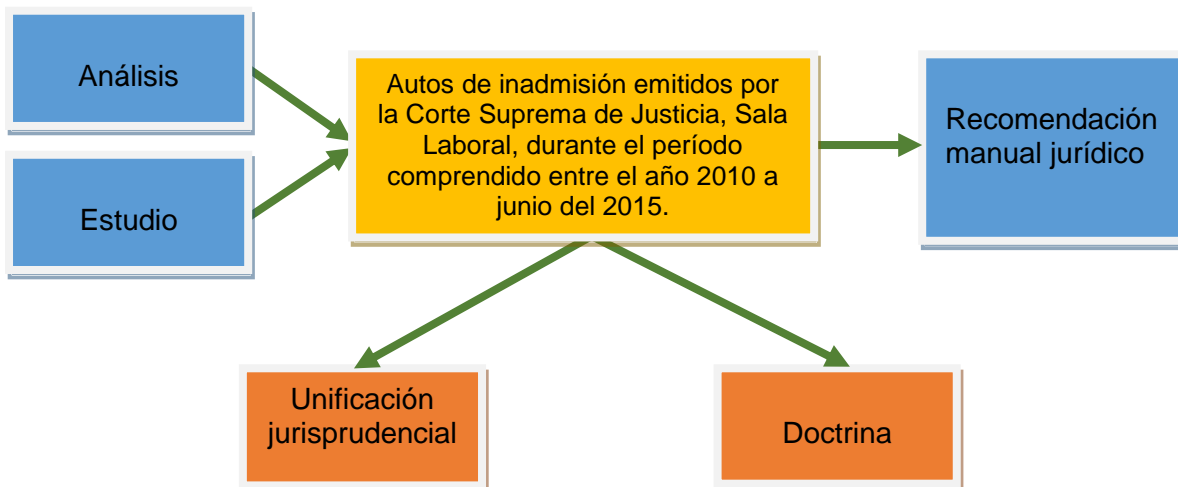 Análisis
Estudio
Autos de inadmisión emitidos por
la Corte Suprema de Justicia, Sala
Laboral, durante el período
comprendido entre el año 2010 a
junio del 2015.
Recomendación
manual jurídico
Unificación
jurisprudencial
Doctrina